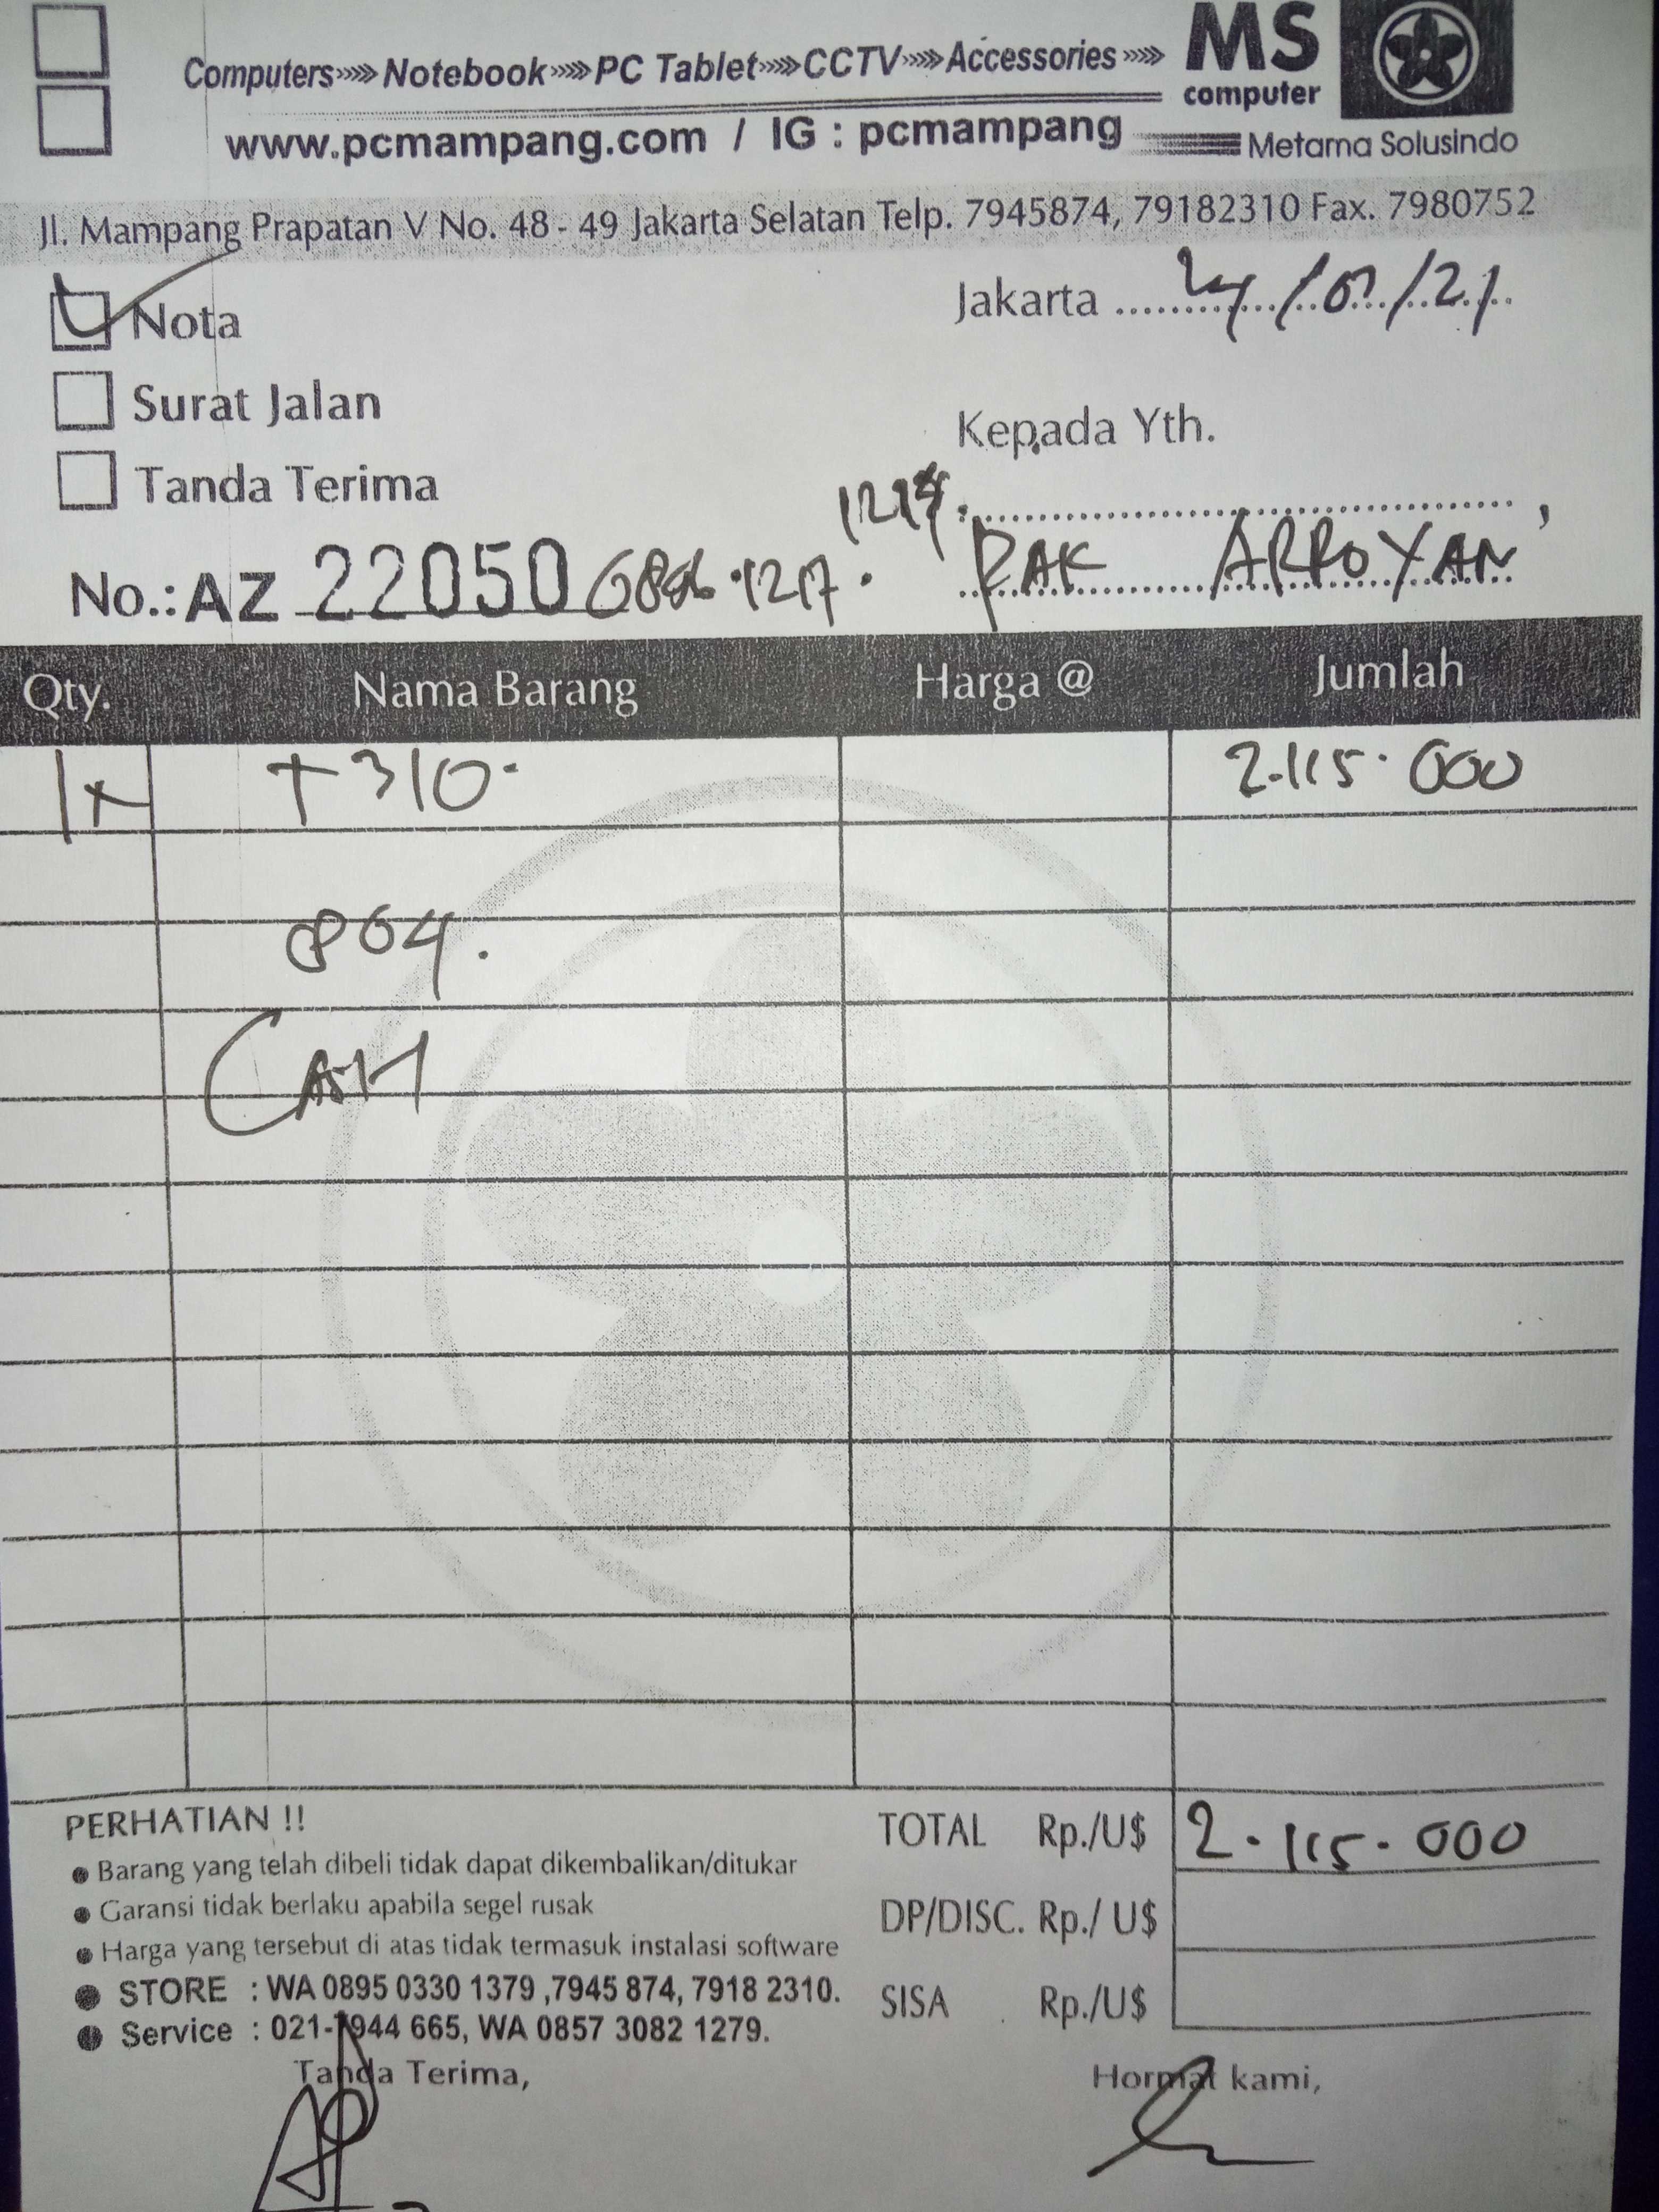 Computers»»» Notebook»»» PC Tablet»»» CCTV»»» Accessories»»»
MS
computer
www.pcmampang.com / IG : pcmampang
Metama Solusindo
Jl. Mampang Prapatan V No. 48 - 49 Jakarta Selatan Telp. 7945874, 79182310 Fax. 7980752
Nota
Jakarta
Surat Jalan
Kepada Yth.
Tanda Terima
No.: AZ 22050
PAK ARROYAN
Qty. Nama Barang Harga @ Jumlah
1x T310 2.115.000
CASH
PERHATIAN !!
TOTAL Rp./U$ 2.115.000
• Barang yang telah dibeli tidak dapat dikembalikan/ditukar
• Garansi tidak berlaku apabila segel rusak
DP/DISC. Rp./ U$
• Harga yang tersebut di atas tidak termasuk instalasi software
• STORE : WA 0895 0330 1379 ,7945 874, 7918 2310.
SISA Rp./U$
• Service : 021-7944 665, WA 0857 3082 1279.
Tanda Terima,
Hormat kami,